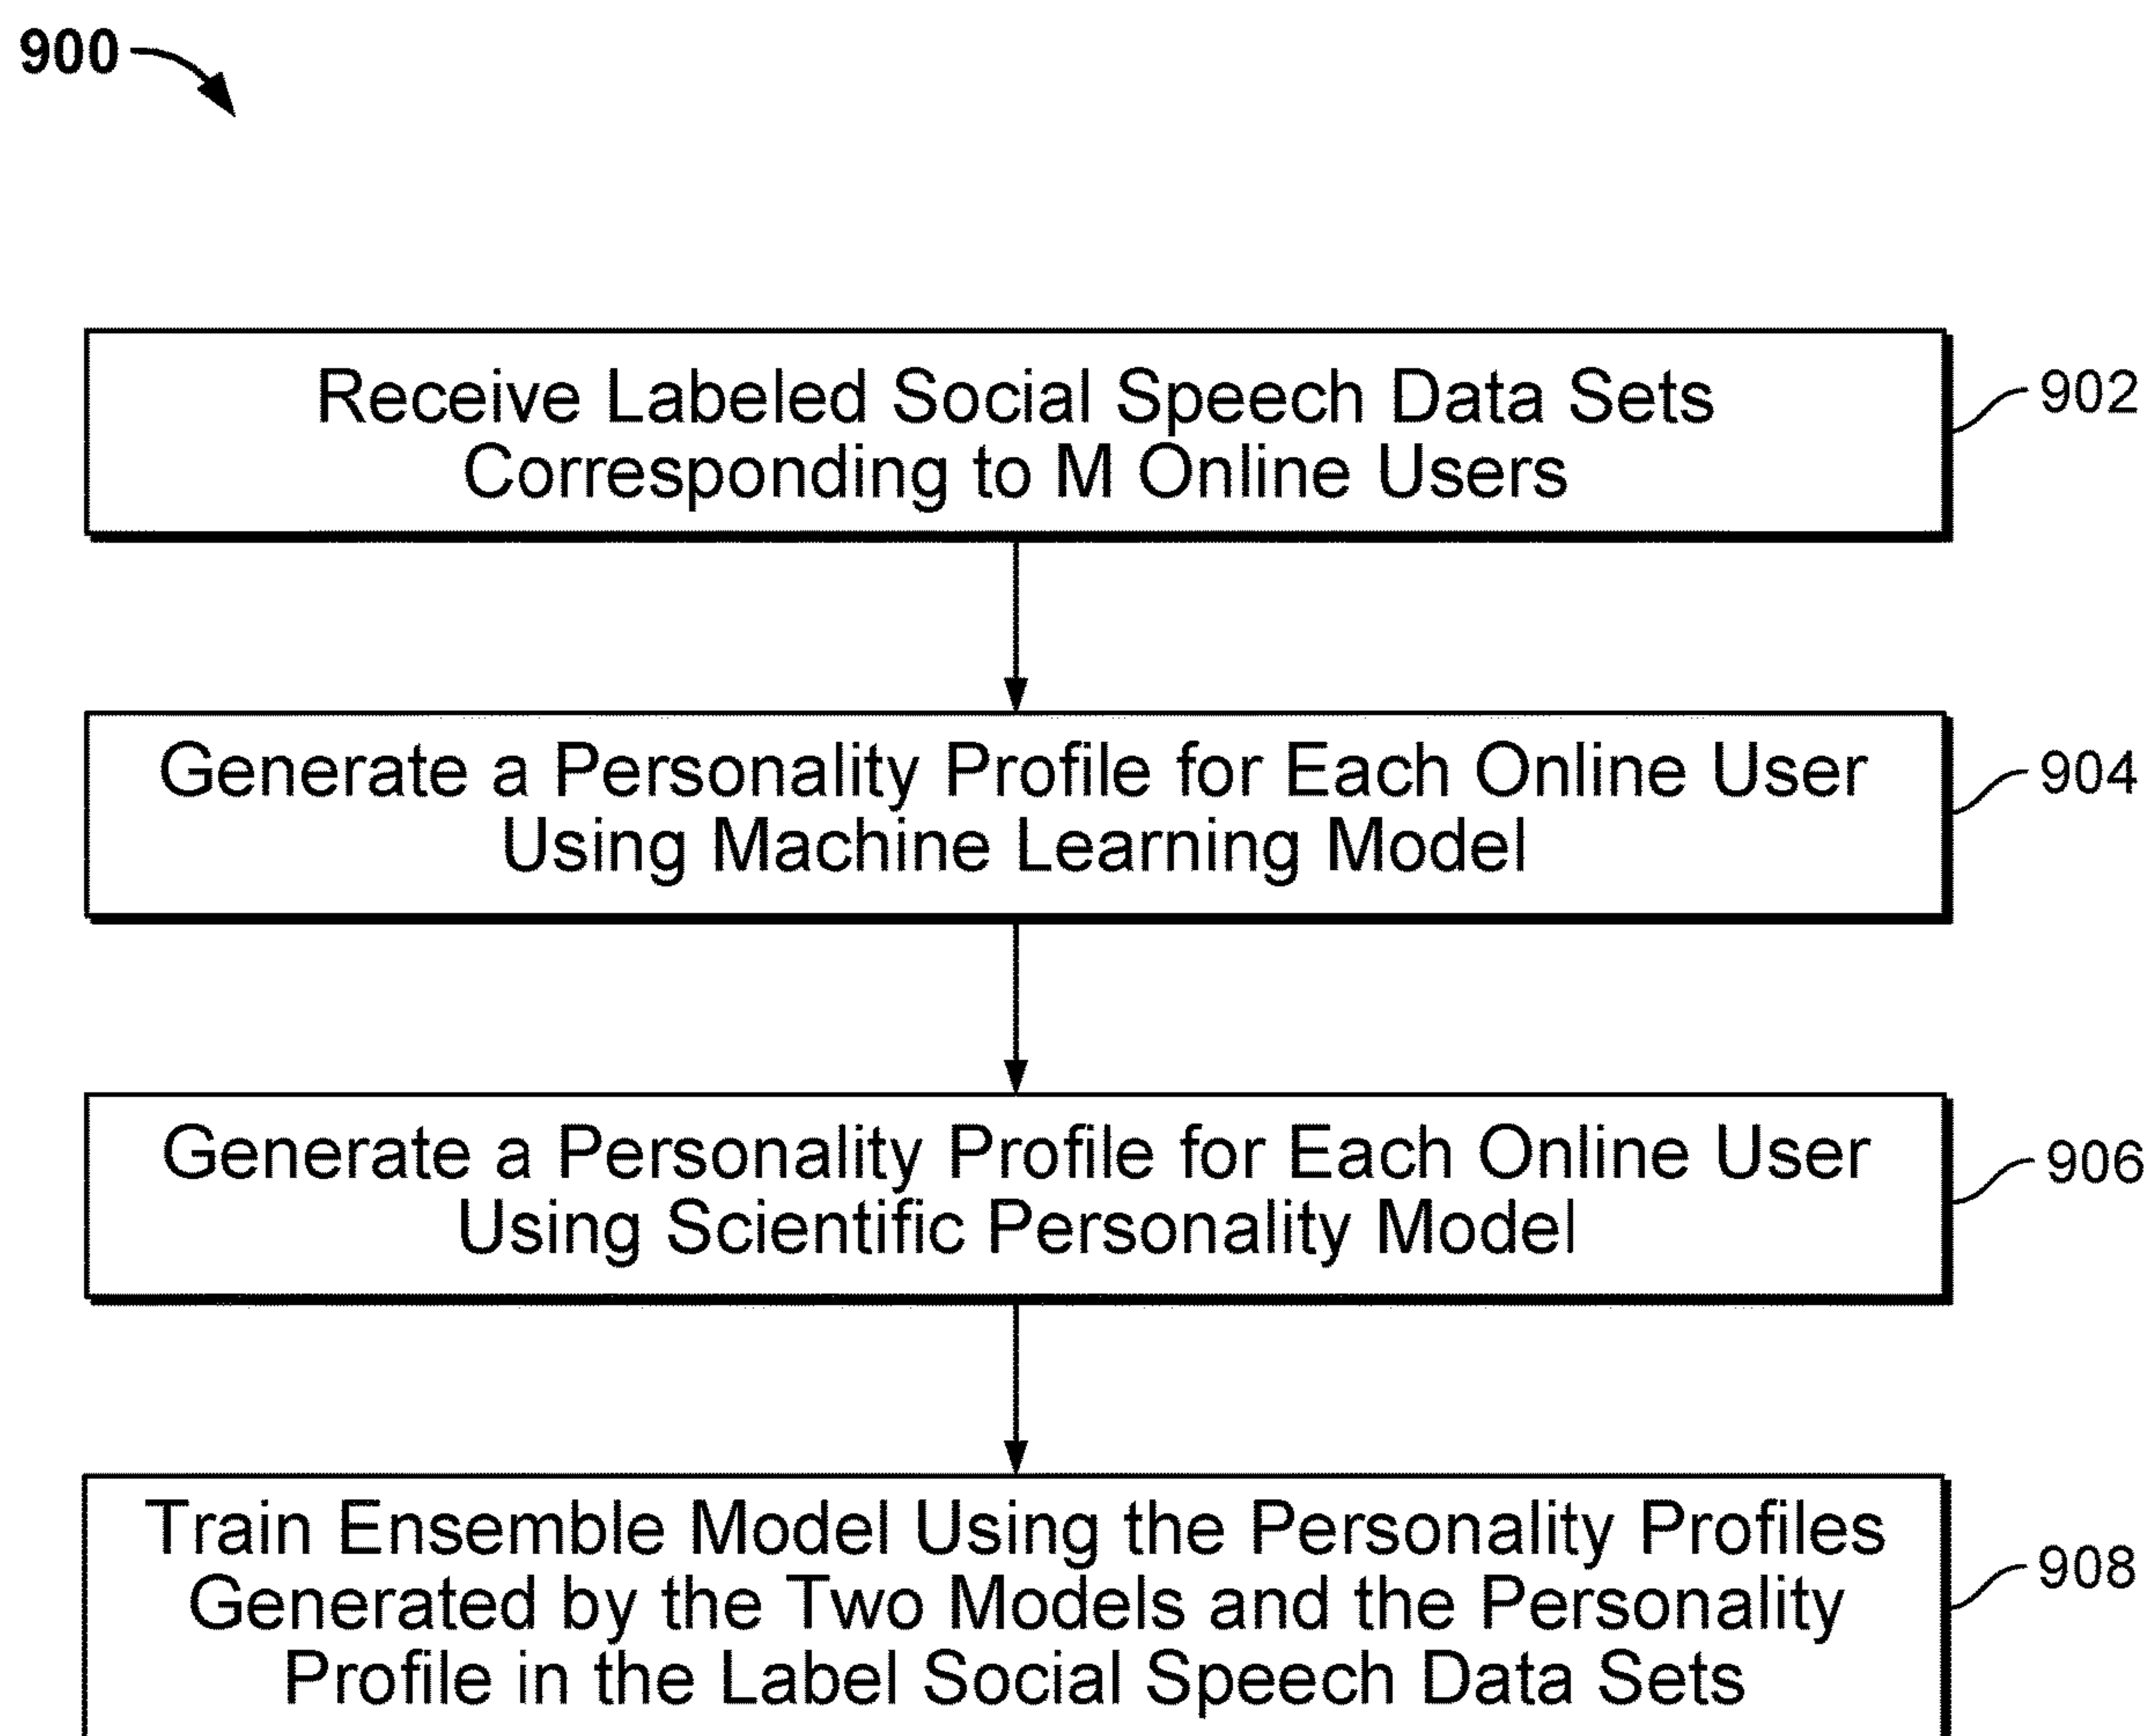 900
Receive Labeled Social Speech Data Sets
Corresponding to M Online Users
902
Generate a Personality Profile for Each Online User
Using Machine Learning Model
904
Generate a Personality Profile for Each Online User
Using Scientific Personality Model
906
Train Ensemble Model Using the Personality Profiles
Generated by the Two Models and the Personality
Profile in the Label Social Speech Data Sets
908